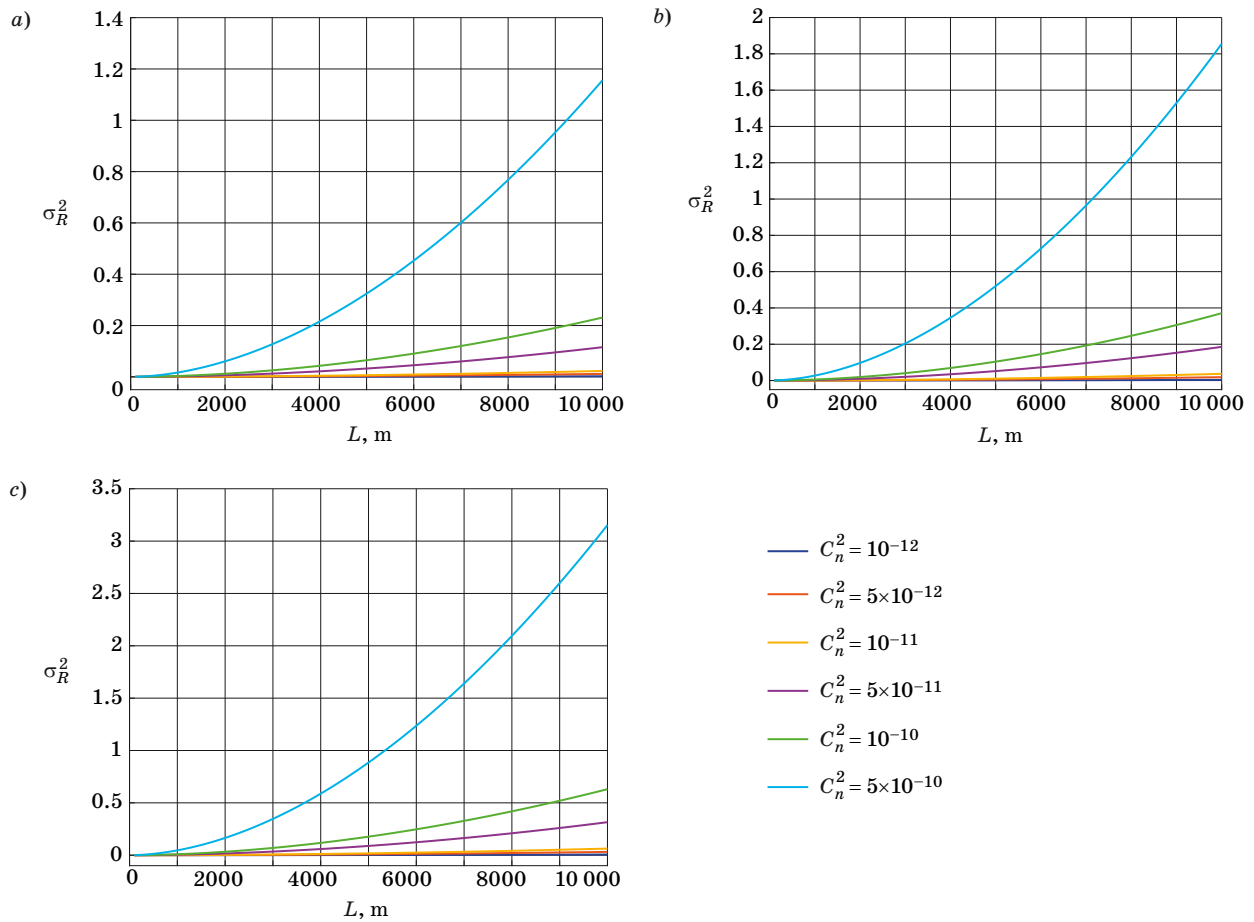 a)
1.4
1.2
1
0.8
σ_R^2
0.6
0.4
0.2
0
0 2000 4000 6000 8000 10 000
L, m
b)
2
1.8
1.6
1.4
1.2
σ_R^2
1
0.8
0.6
0.4
0.2
0
0 2000 4000 6000 8000 10 000
L, m
c)
3.5
3
2.5
2
σ_R^2
1.5
1
0.5
0
0 2000 4000 6000 8000 10 000
L, m
C_n^2 = 10⁻¹²
C_n^2 = 5×10⁻¹²
C_n^2 = 10⁻¹¹
C_n^2 = 5×10⁻¹¹
C_n^2 = 10⁻¹⁰
C_n^2 = 5×10⁻¹⁰